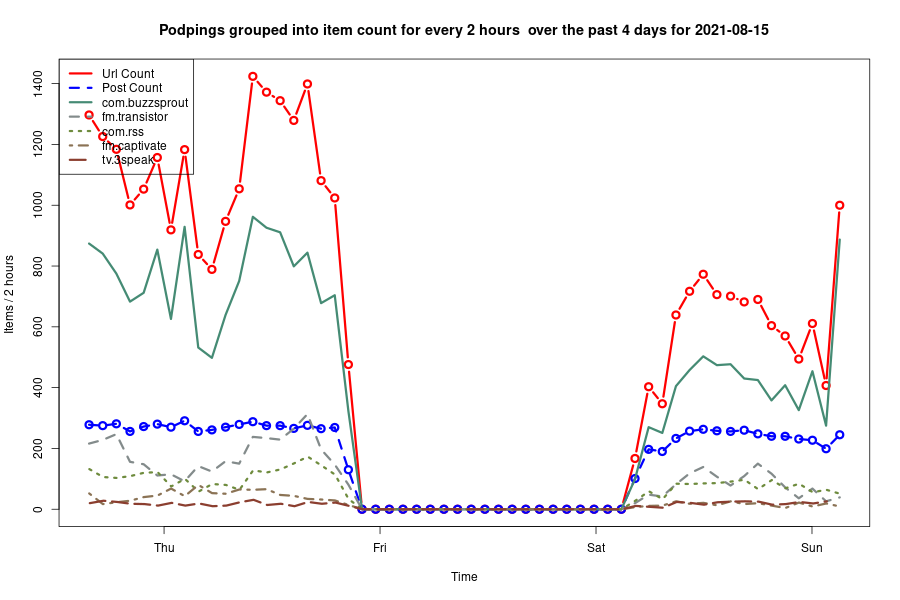 Podpings grouped into item count for every 2 hours  over the past 4 days for 2021-08-15
Url Count
Post Count
com.buzzsprout
fm.transistor
com.rss
fm.captivate
tv.3speak
1400
1200
1000
800
600
400
200
0
Items / 2 hours
Thu
Fri
Sat
Sun
Time